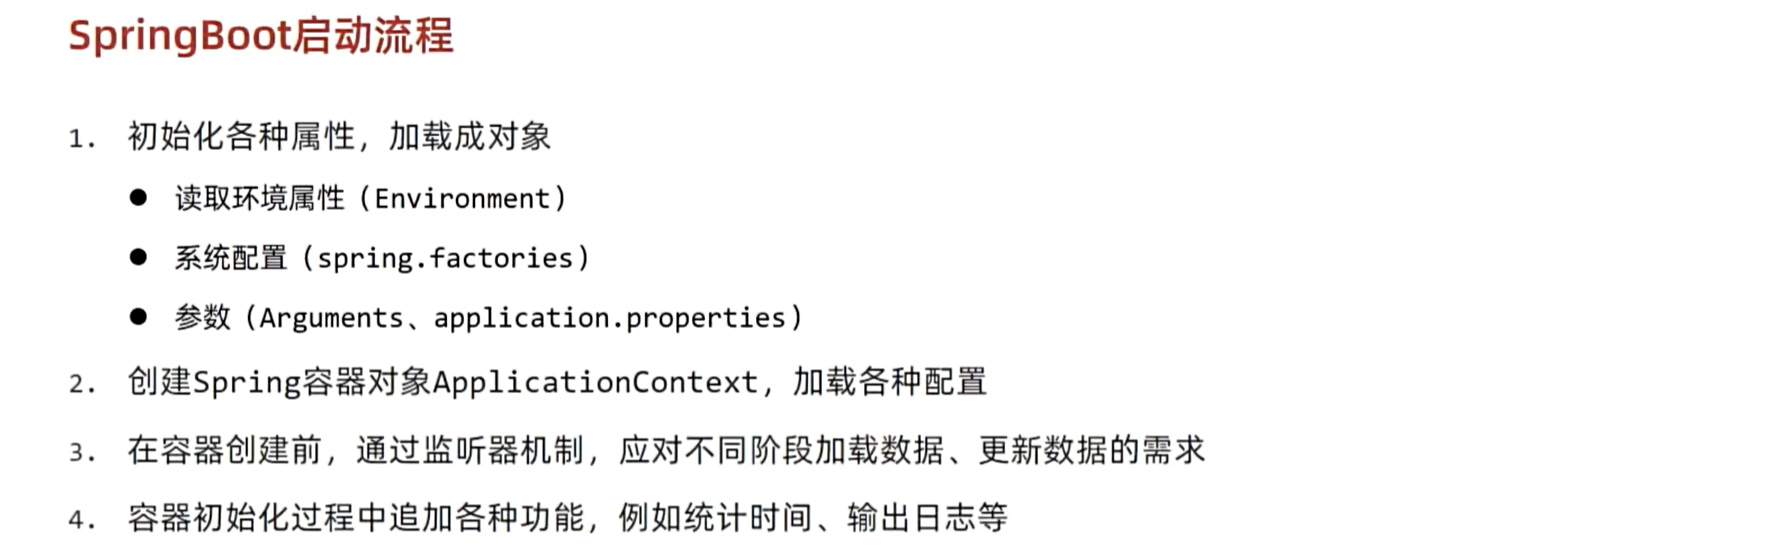 SpringBoot启动流程
1. 初始化各种属性，加载成对象
● 读取环境属性（Environment）
● 系统配置（spring.factories）
● 参数（Arguments、application.properties）
2. 创建Spring容器对象ApplicationContext，加载各种配置
3. 在容器创建前，通过监听器机制，应对不同阶段加载数据、更新数据的需求
4. 容器初始化过程中追加各种功能，例如统计时间、输出日志等